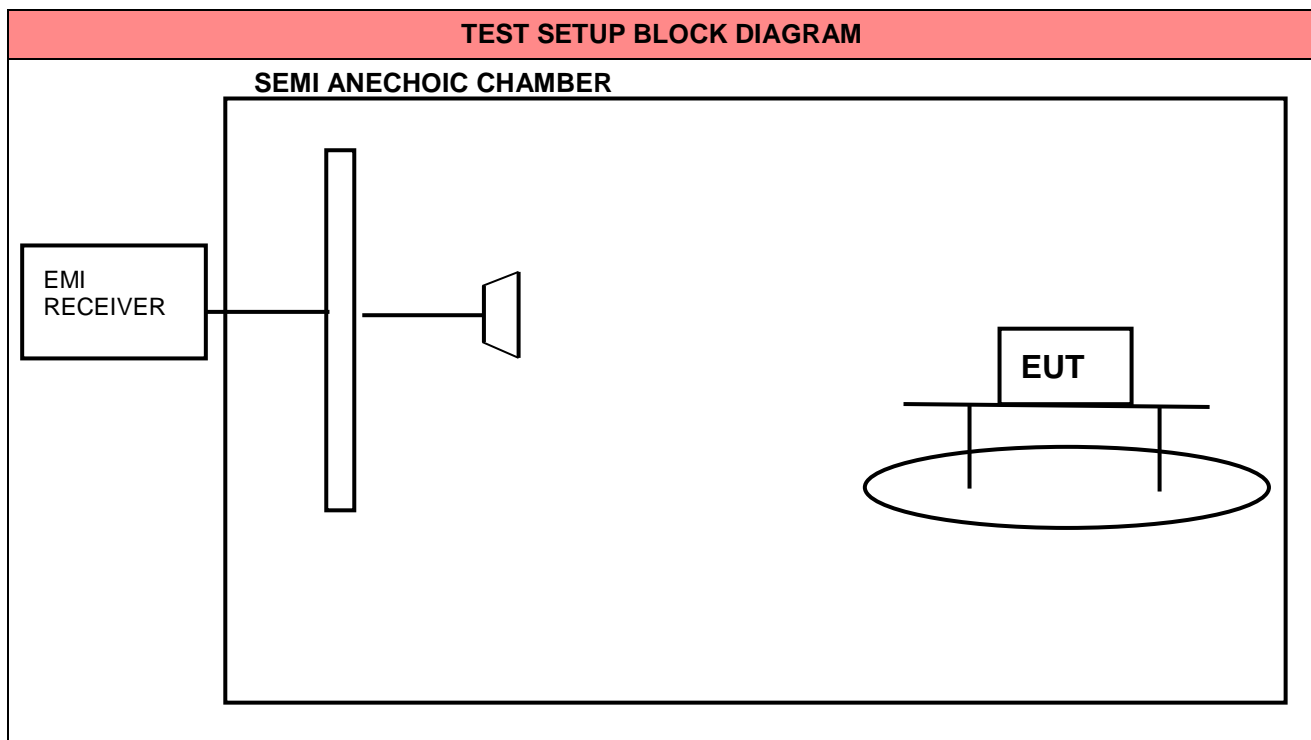 TEST SETUP BLOCK DIAGRAM
SEMI ANECHOIC CHAMBER
EMI
RECEIVER
EUT